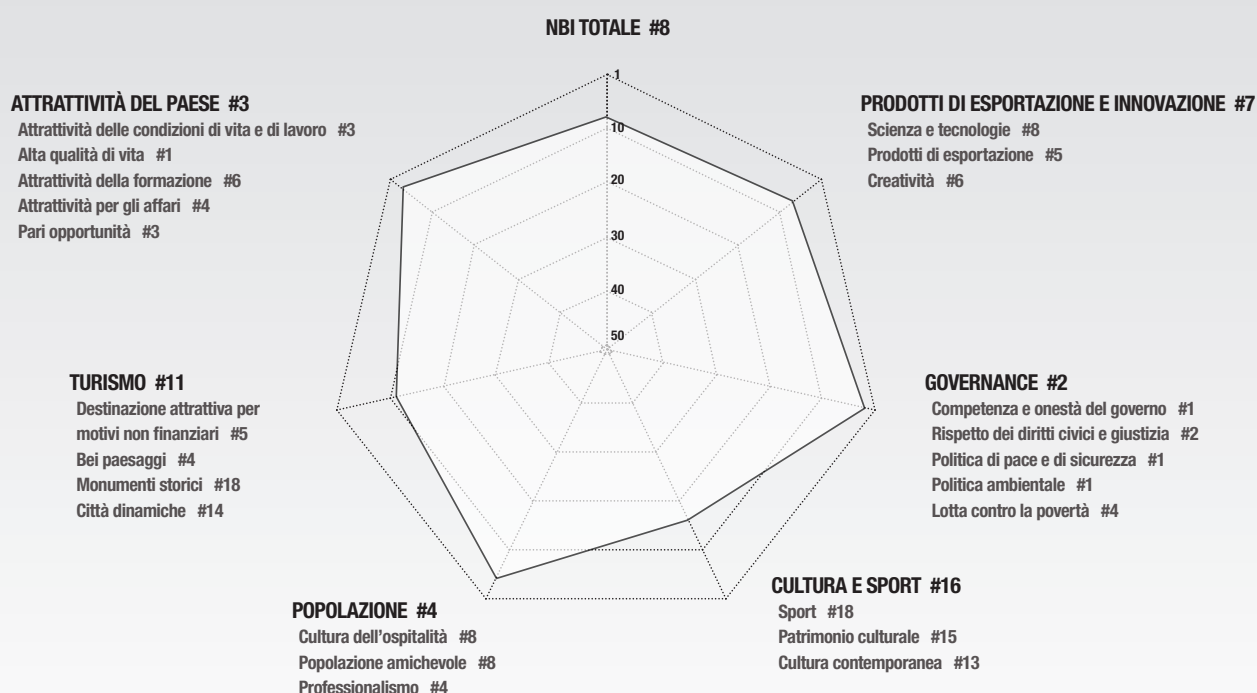 NBI TOTALE #8
1
10
20
30
40
50
ATTRATTIVITÀ DEL PAESE #3
Attrattività delle condizioni di vita e di lavoro #3
Alta qualità di vita #1
Attrattività della formazione #6
Attrattività per gli affari #4
Pari opportunità #3
PRODOTTI DI ESPORTAZIONE E INNOVAZIONE #7
Scienza e tecnologie #8
Prodotti di esportazione #5
Creatività #6
TURISMO #11
Destinazione attrattiva per
motivi non finanziari #5
Bei paesaggi #4
Monumenti storici #18
Città dinamiche #14
GOVERNANCE #2
Competenza e onestà del governo #1
Rispetto dei diritti civici e giustizia #2
Politica di pace e di sicurezza #1
Politica ambientale #1
Lotta contro la povertà #4
POPOLAZIONE #4
Cultura dell'ospitalità #8
Popolazione amichevole #8
Professionalismo #4
CULTURA E SPORT #16
Sport #18
Patrimonio culturale #15
Cultura contemporanea #13